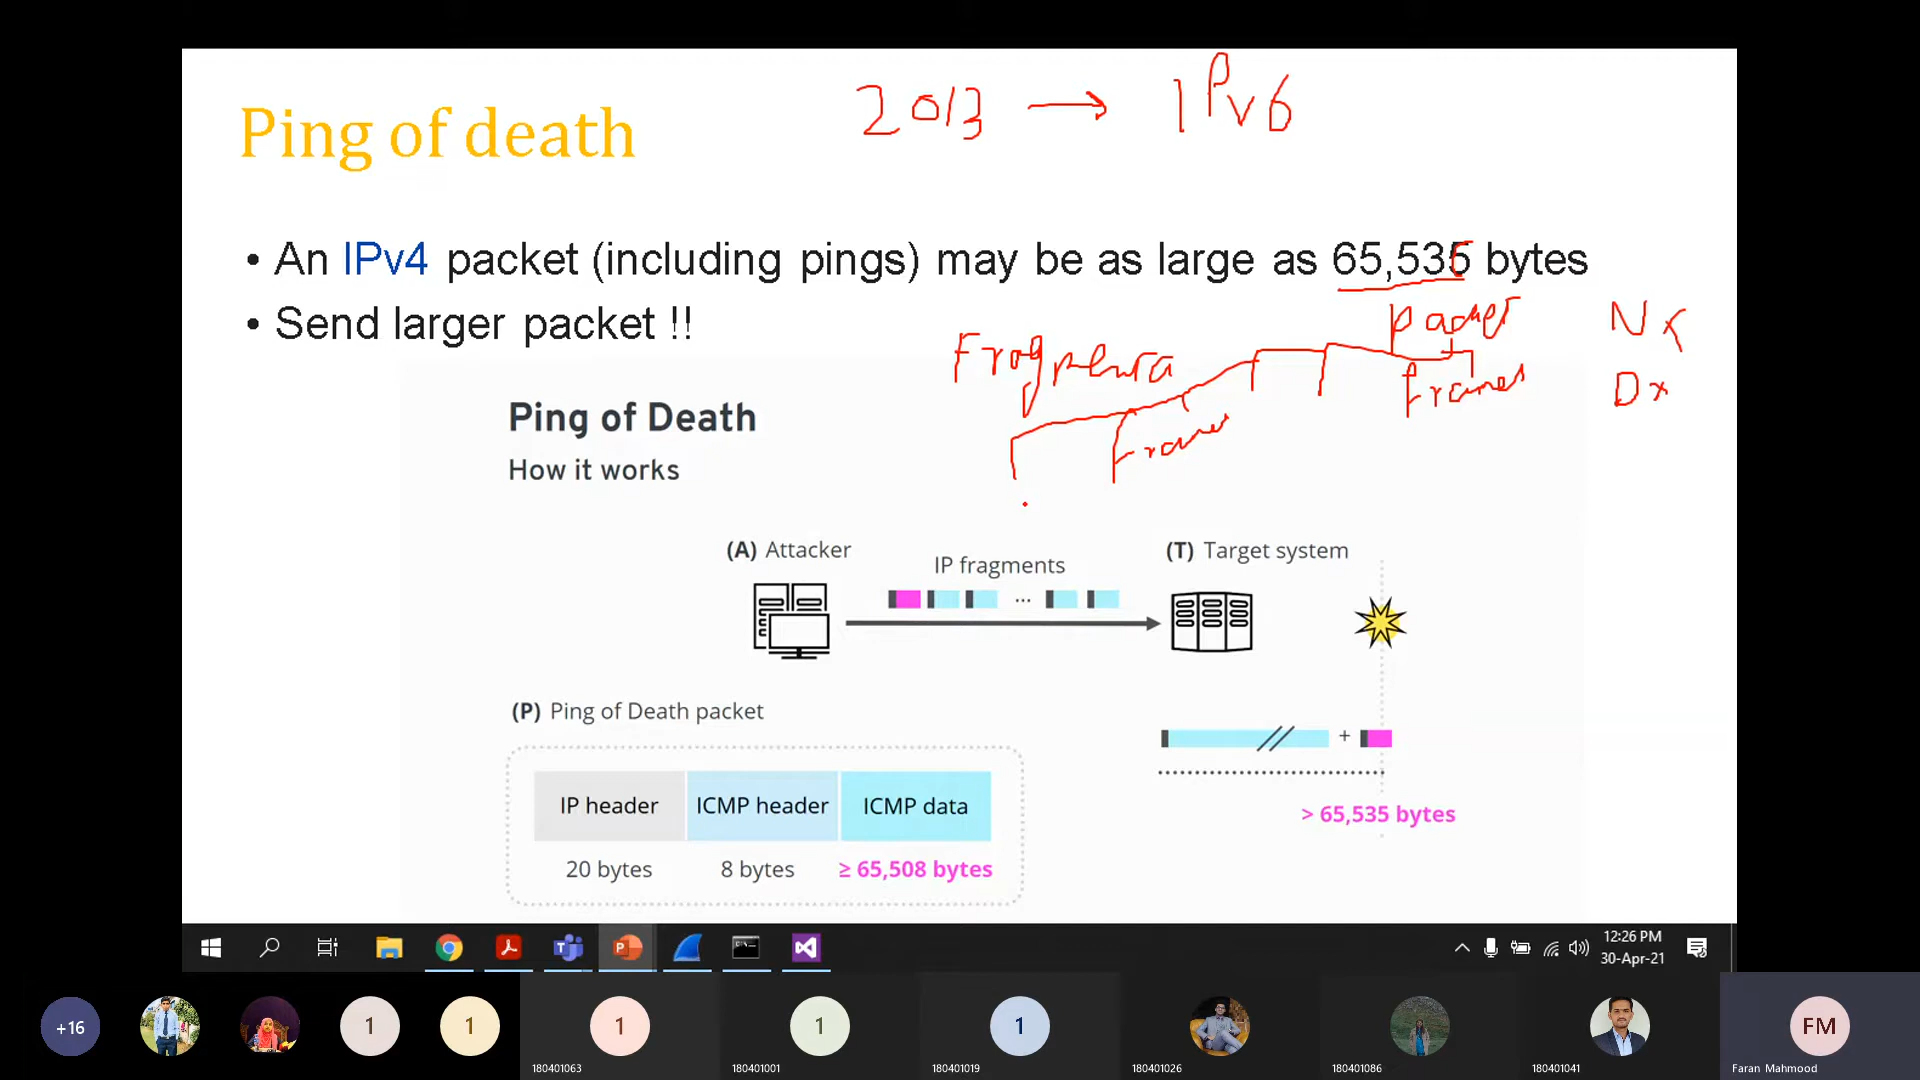 2013 → IPv6
Ping of death
• An IPv4 packet (including pings) may be as large as 65,535 bytes
• Send larger packet !!
packet
N
Frames
D
Frames
Ping of Death
How it works
(A) Attacker
IP fragments
(T) Target system
...
(P) Ping of Death packet
+
IP header ICMP header ICMP data
> 65,535 bytes
20 bytes 8 bytes ≥ 65,508 bytes
12:26 PM
30-Apr-21
+16
1
1
1
1
1
FM
180401063
180401001
180401019
180401026
180401086
180401041
Faran Mahmood